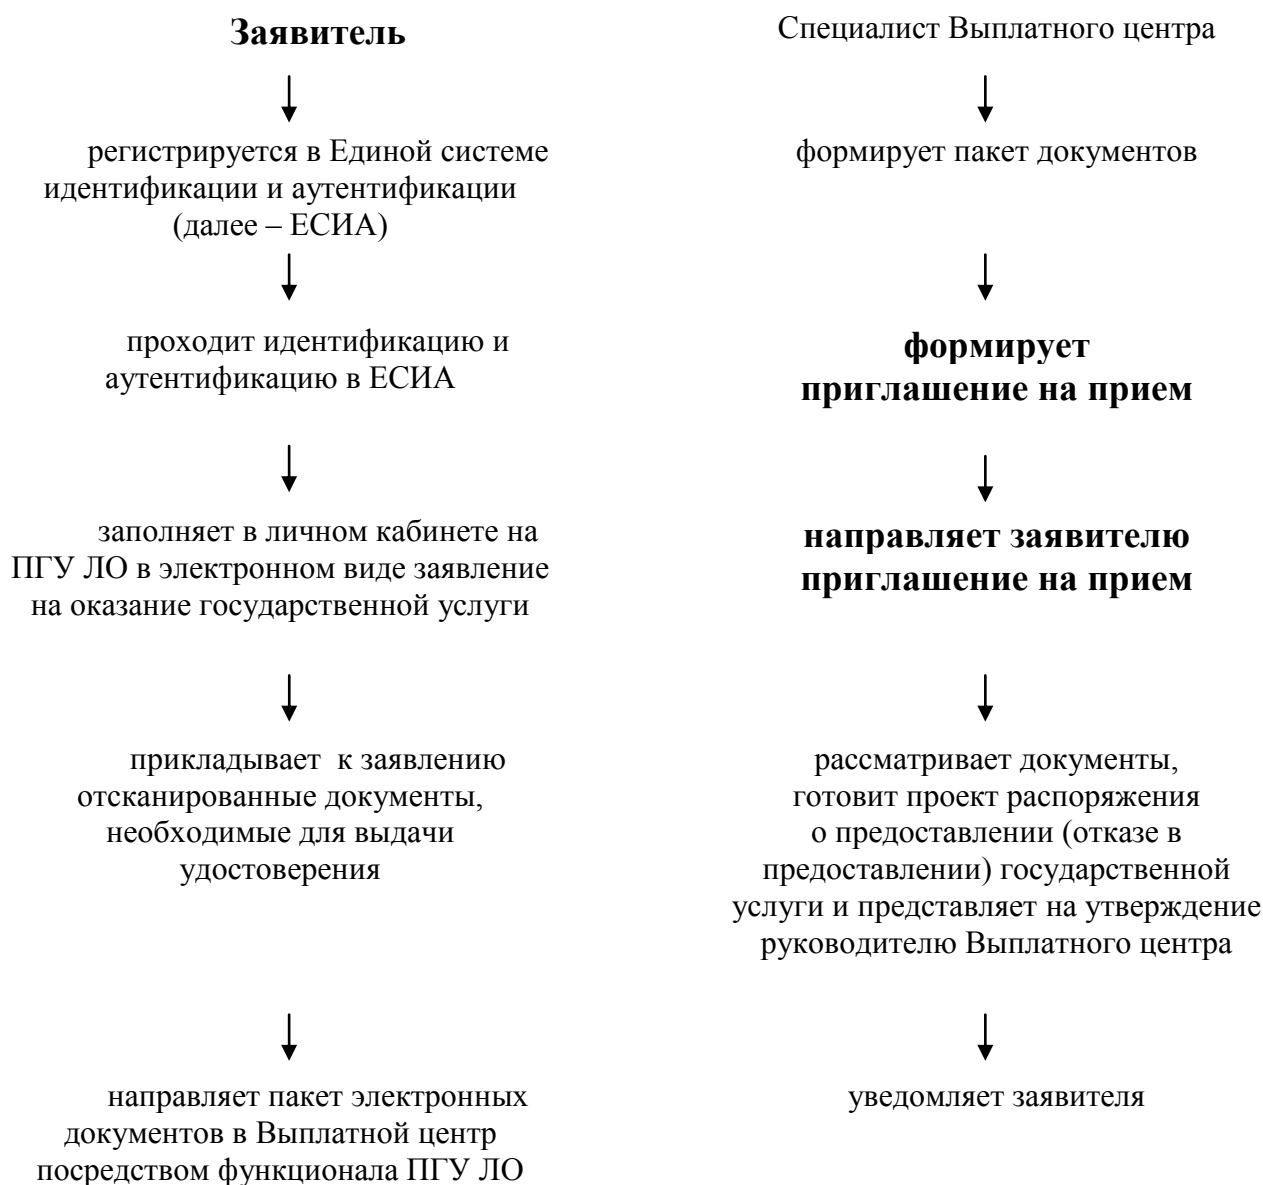 Заявитель
регистрируется в Единой системе
идентификации и аутентификации
(далее – ЕСИА)
проходит идентификацию и
аутентификацию в ЕСИА
заполняет в личном кабинете на
ПГУ ЛО в электронном виде заявление
на оказание государственной услуги
прикладывает к заявлению
отсканированные документы,
необходимые для выдачи
удостоверения
направляет пакет электронных
документов в Выплатной центр
посредством функционала ПГУ ЛО
Специалист Выплатного центра
формирует пакет документов
формирует
приглашение на прием
направляет заявителю
приглашение на прием
рассматривает документы,
готовит проект распоряжения
о предоставлении (отказе в
предоставлении) государственной
услуги и представляет на утверждение
руководителю Выплатного центра
уведомляет заявителя